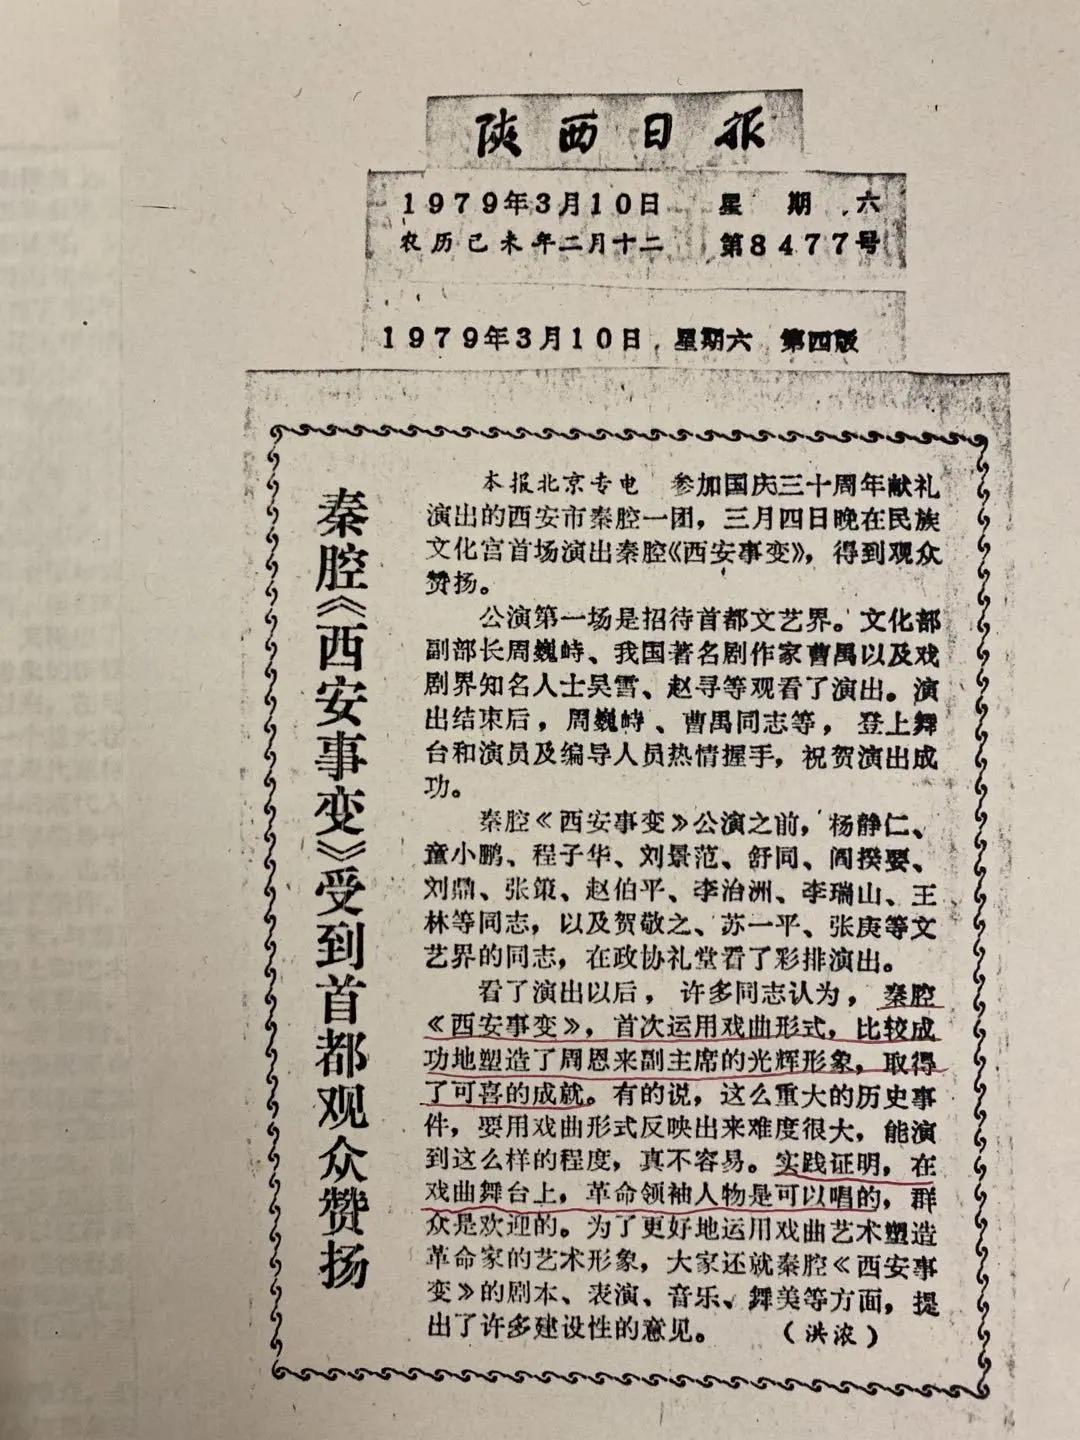 陕西日报
1979年3月10日 星期六
农历己未年二月十二 第8477号
1979年3月10日 星期六 第四版
秦腔《西安事变》受到首都观众赞扬
本报北京专电 参加国庆三十周年献礼
演出的西安市秦腔一团，三月四日晚在民族
文化宫首场演出秦腔《西安事变》，得到观众
赞扬。
公演第一场是招待首都文艺界。文化部
副部长周巍峙、我国著名剧作家曹禺以及戏
剧界知名人士吴雪、赵寻等观看了演出。演
出结束后，周巍峙、曹禺同志等，登上舞
台和演员及编导人员热情握手，祝贺演出成
功。
秦腔《西安事变》公演之前，杨静仁、
童小鹏、程子华、刘景范、舒同、阎揆要、
刘鼎、张策、赵伯平、李治洲、李瑞山、王
林等同志，以及贺敬之、苏一平、张庚等文
艺界的同志，在政协礼堂看了彩排演出。
看了演出以后，许多同志认为，秦腔
《西安事变》，首次运用戏曲形式，比较成
功地塑造了周恩来副主席的光辉形象，取得
了可喜的成就。有的说，这么重大的历史事
件，要用戏曲形式反映出来难度很大，能演
到这么样的程度，真不容易。实践证明，在
戏曲舞台上，革命领袖人物是可以唱的，群
众是欢迎的。为了更好地运用戏曲艺术塑造
革命家的艺术形象，大家还就秦腔《西安事
变》的剧本、表演、音乐、舞美等方面，提
出了许多建设性的意见。 （洪浓）